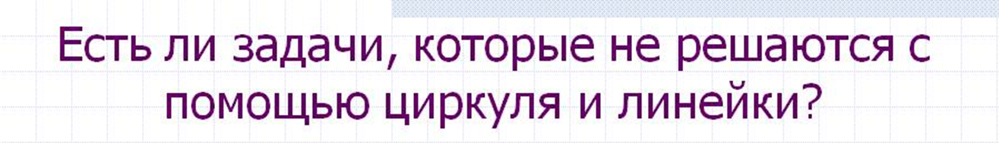 Есть ли задачи, которые не решаются с
помощью циркуля и линейки?